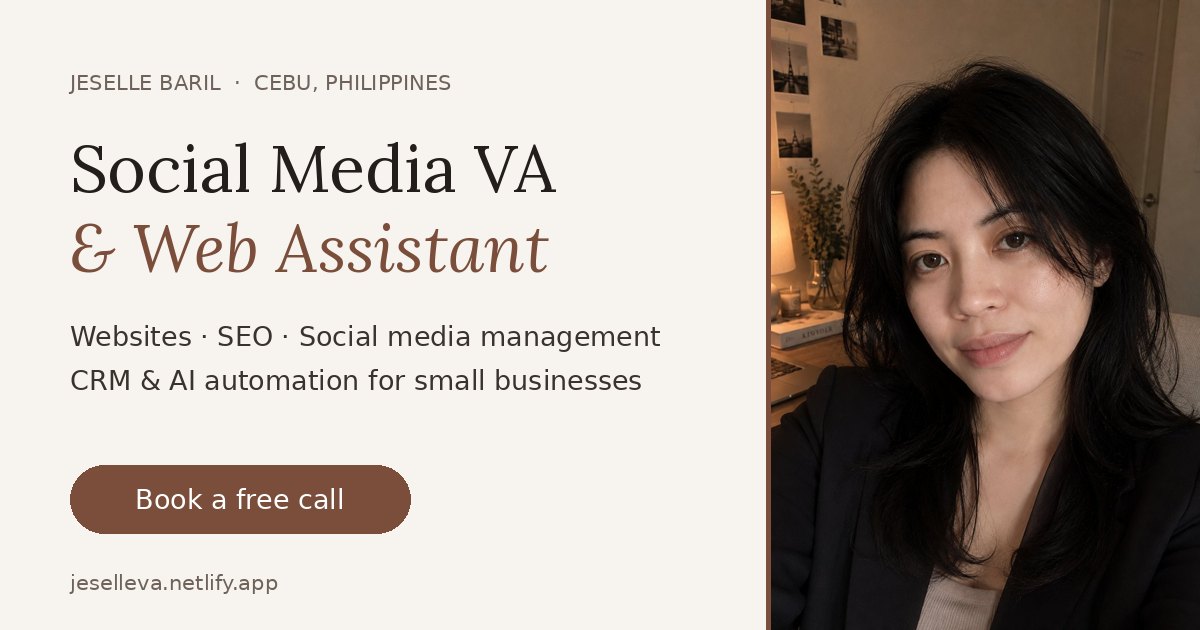 JESELLE BARIL · CEBU, PHILIPPINES
Social Media VA
& Web Assistant
Websites · SEO · Social media management
CRM & AI automation for small businesses
Book a free call
jeselleva.netlify.app